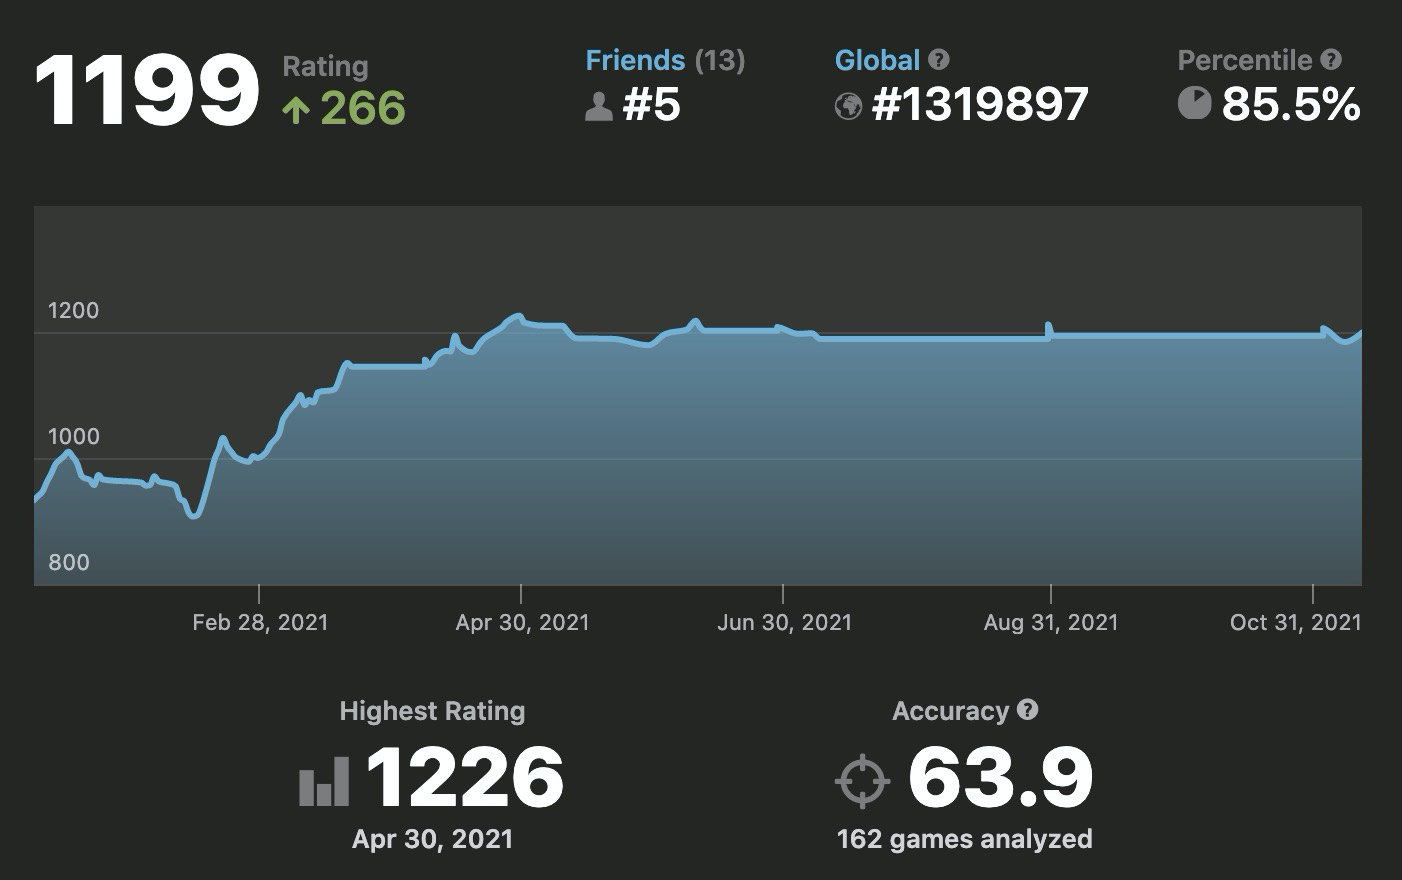 1199 Rating ↑ 266
Friends (13)
#5
Global ?
#1319897
Percentile ?
85.5%
1200
1000
800
Feb 28, 2021 Apr 30, 2021 Jun 30, 2021 Aug 31, 2021 Oct 31, 2021
Highest Rating
1226
Apr 30, 2021
Accuracy ?
63.9
162 games analyzed